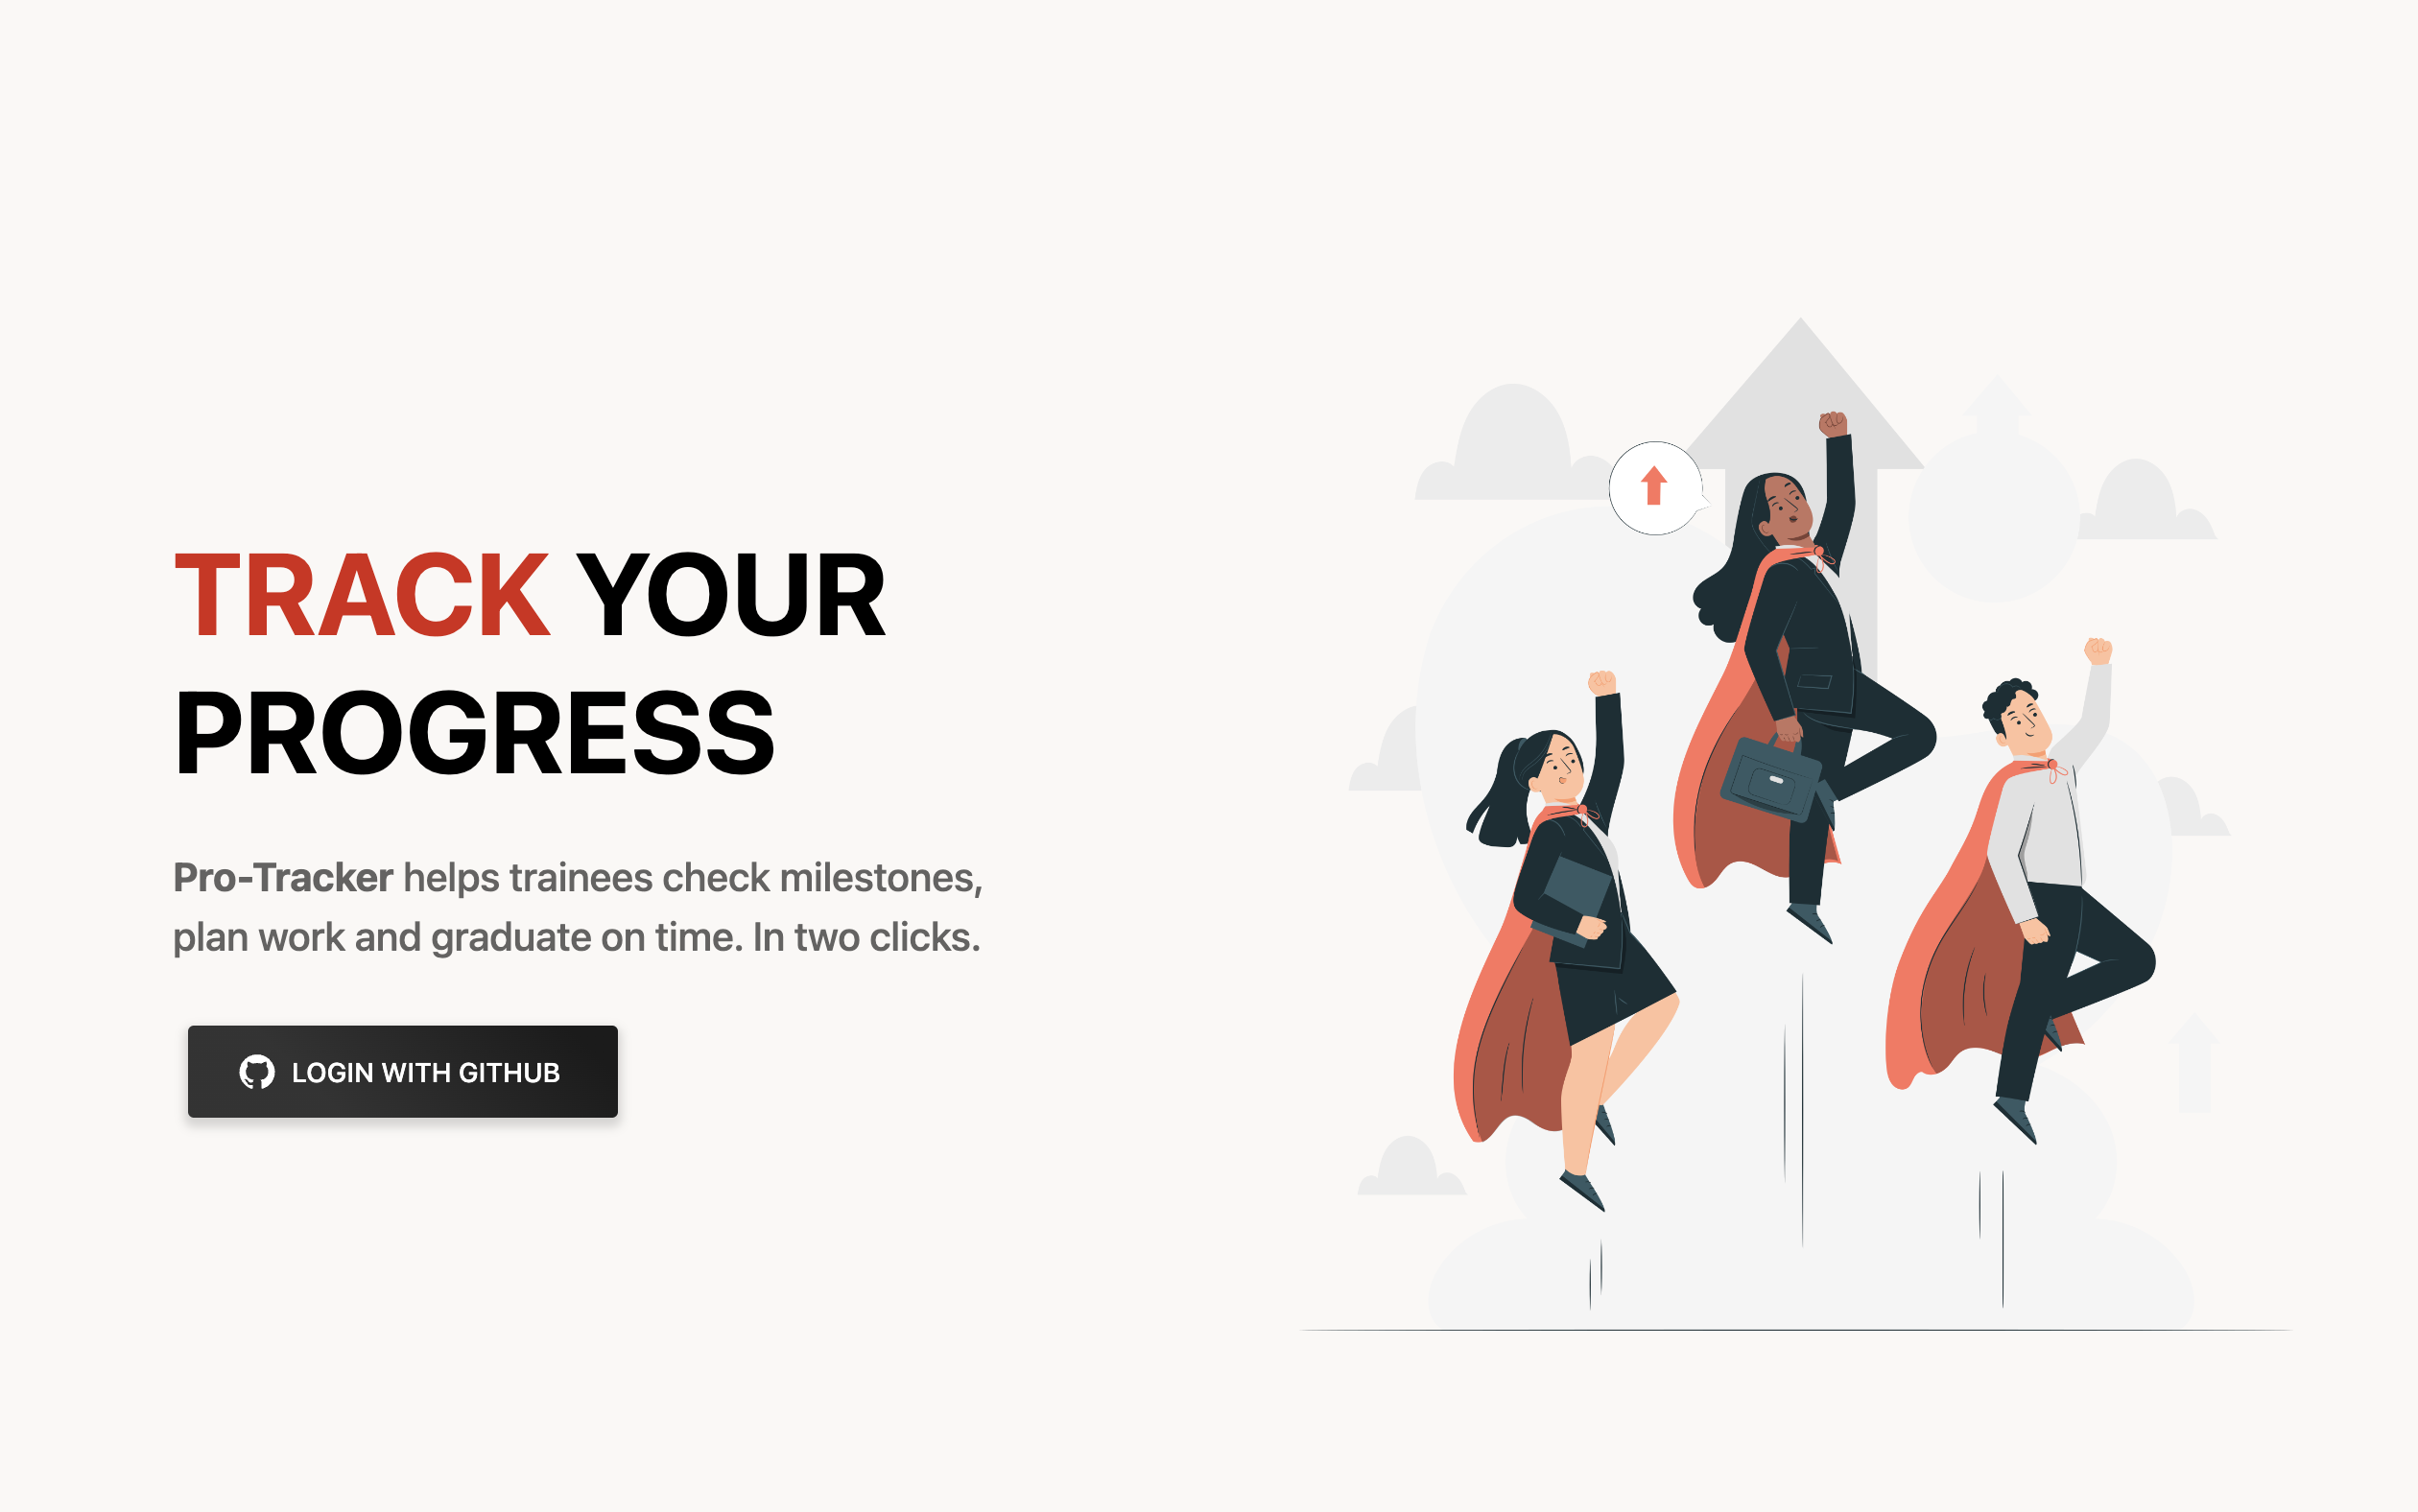 TRACK YOUR
PROGRESS
Pro-Tracker helps trainees check milestones,
plan work and graduate on time. In two clicks.
LOGIN WITH GITHUB